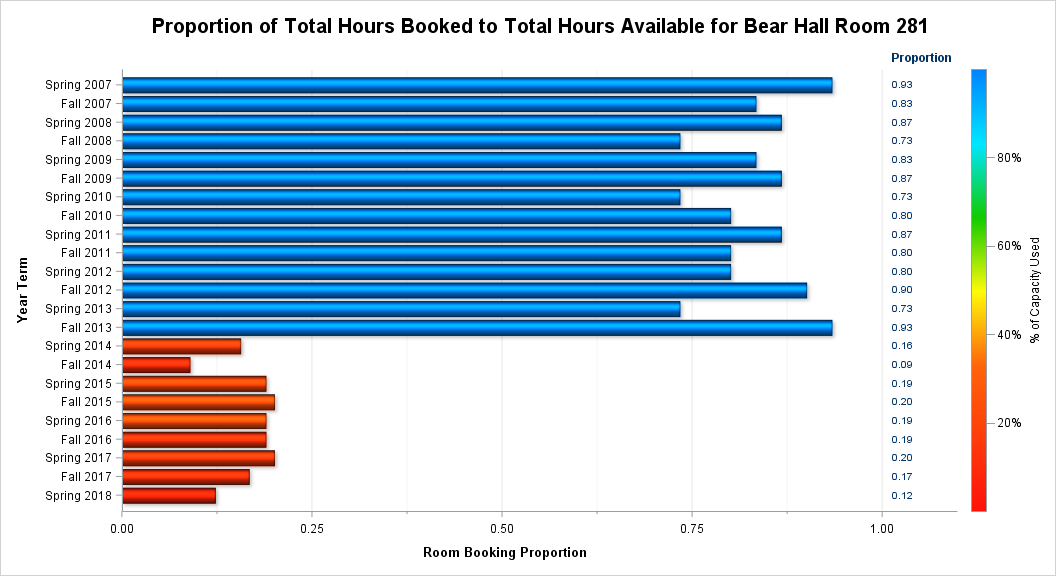 Proportion of Total Hours Booked to Total Hours Available for Bear Hall Room 281
Proportion
Spring 2007 0.93
Fall 2007 0.83
Spring 2008 0.87
Fall 2008 0.73
Spring 2009 0.83
Fall 2009 0.87
Spring 2010 0.73
Fall 2010 0.80
Spring 2011 0.87
Fall 2011 0.80
Spring 2012 0.80
Fall 2012 0.90
Spring 2013 0.73
Fall 2013 0.93
Spring 2014 0.16
Fall 2014 0.09
Spring 2015 0.19
Fall 2015 0.20
Spring 2016 0.19
Fall 2016 0.19
Spring 2017 0.20
Fall 2017 0.17
Spring 2018 0.12
Year Term
0.00 0.25 0.50 0.75 1.00
Room Booking Proportion
80%
60%
40%
20%
% of Capacity Used